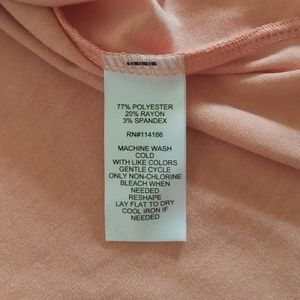 77% POLYESTER
20% RAYON
3% SPANDEX
RN#114186
MACHINE WASH
COLD
WITH LIKE COLORS
GENTLE CYCLE
ONLY NON-CHLORINE
BLEACH WHEN
NEEDED
RESHAPE
LAY FLAT TO DRY
COOL IRON IF
NEEDED